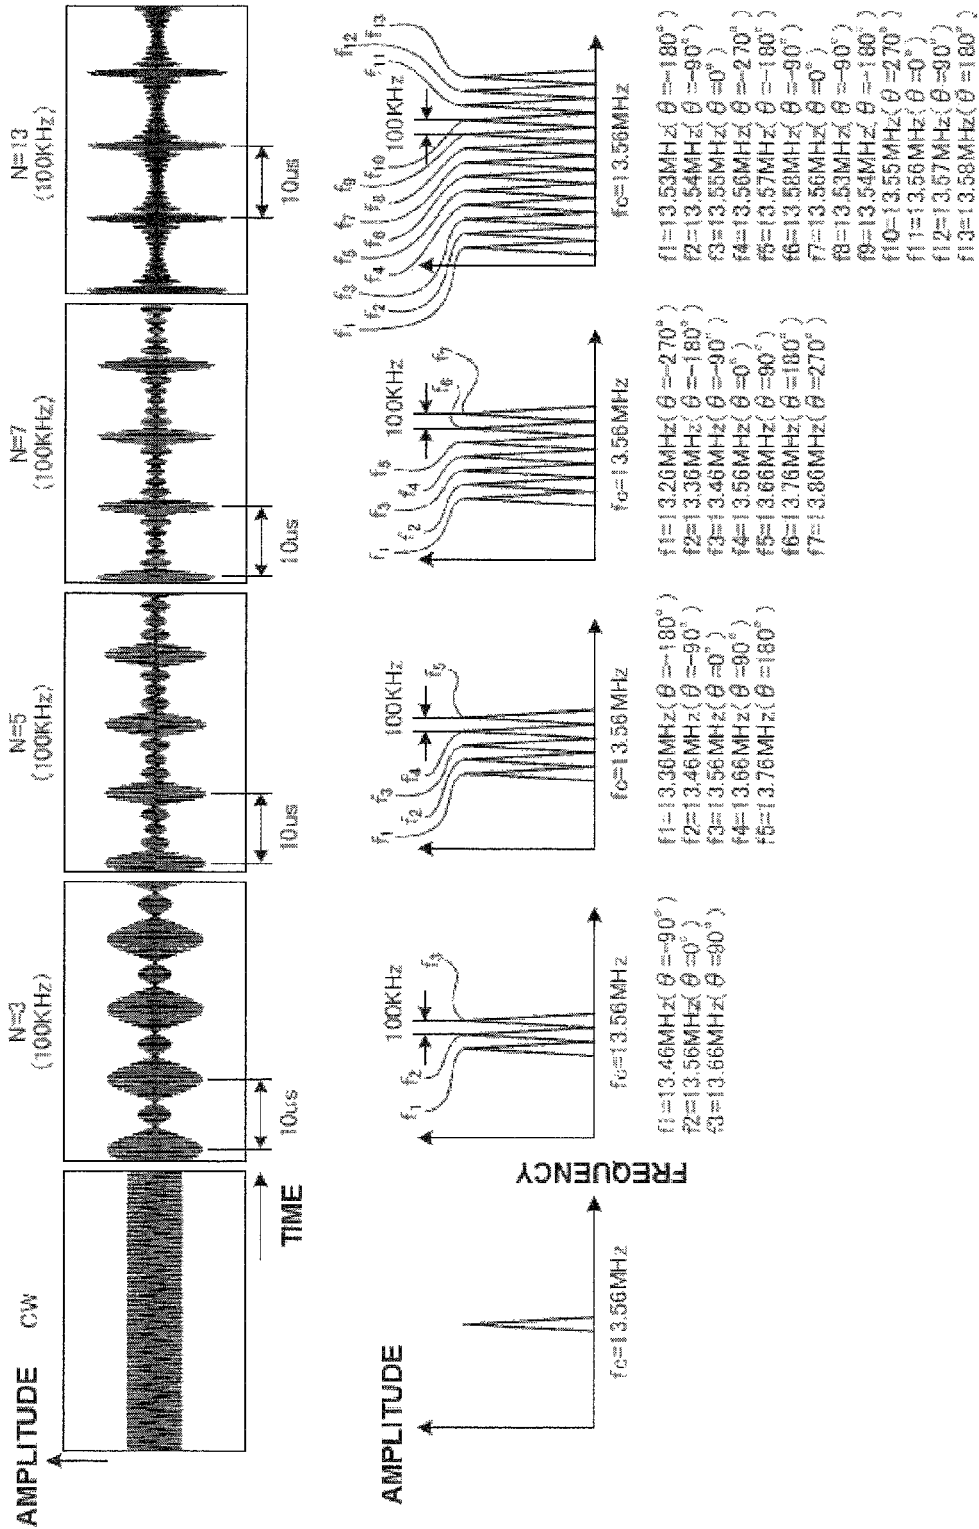 AMPLITUDE
CW
TIME
N=3
(100KHz)
10us
N=5
(100KHz)
10us
N=7
(100KHz)
10us
N=13
(100KHz)
10us
AMPLITUDE
FREQUENCY
fc=13.56MHz
f1
f2
f3
100KHz
fc=13.56MHz
f1=13.46MHz(θ=-90°)
f2=13.56MHz(θ=0°)
f3=13.66MHz(θ=90°)
f1
f2
f3
f4
f5
100KHz
fc=13.56MHz
f1=13.36MHz(θ=-180°)
f2=13.46MHz(θ=-90°)
f3=13.56MHz(θ=0°)
f4=13.66MHz(θ=90°)
f5=13.76MHz(θ=180°)
f1
f2
f3
f4
f5
f6
f7
100KHz
fc=13.56MHz
f1=13.26MHz(θ=-270°)
f2=13.36MHz(θ=-180°)
f3=13.46MHz(θ=-90°)
f4=13.56MHz(θ=0°)
f5=13.66MHz(θ=90°)
f6=13.76MHz(θ=180°)
f7=13.86MHz(θ=270°)
f1
f2
f3
f4
f5
f6
f7
f8
f9
f10
f11
f12
f13
100KHz
fc=13.56MHz
f1=13.53MHz(θ=-180°)
f2=13.54MHz(θ=-90°)
f3=13.55MHz(θ=0°)
f4=13.56MHz(θ=-270°)
f5=13.57MHz(θ=-180°)
f6=13.58MHz(θ=-90°)
f7=13.56MHz(θ=0°)
f8=13.53MHz(θ=-90°)
f9=13.54MHz(θ=180°)
f10=13.55MHz(θ=270°)
f11=13.56MHz(θ=0°)
f12=13.57MHz(θ=90°)
f13=13.58MHz(θ=180°)